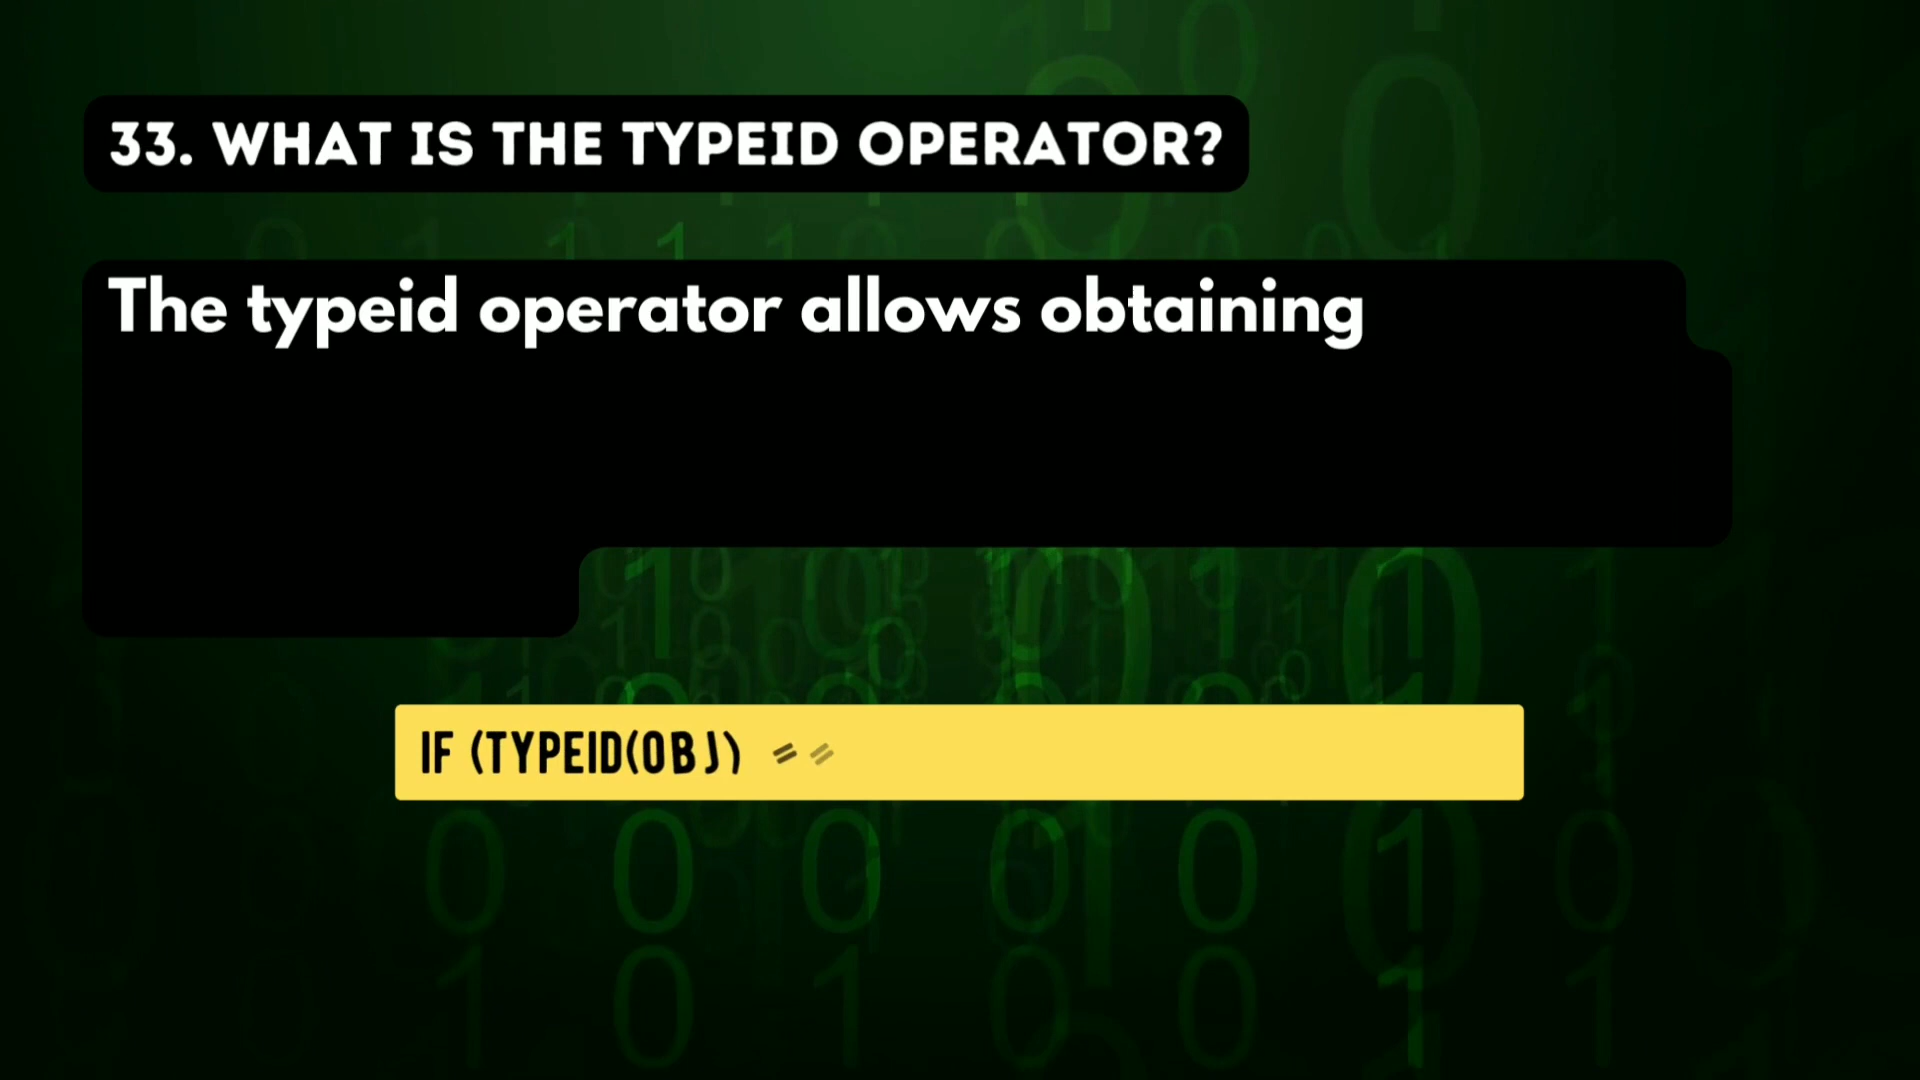 33. WHAT IS THE TYPEID OPERATOR?
The typeid operator allows obtaining
IF (TYPEID(OBJ) ==